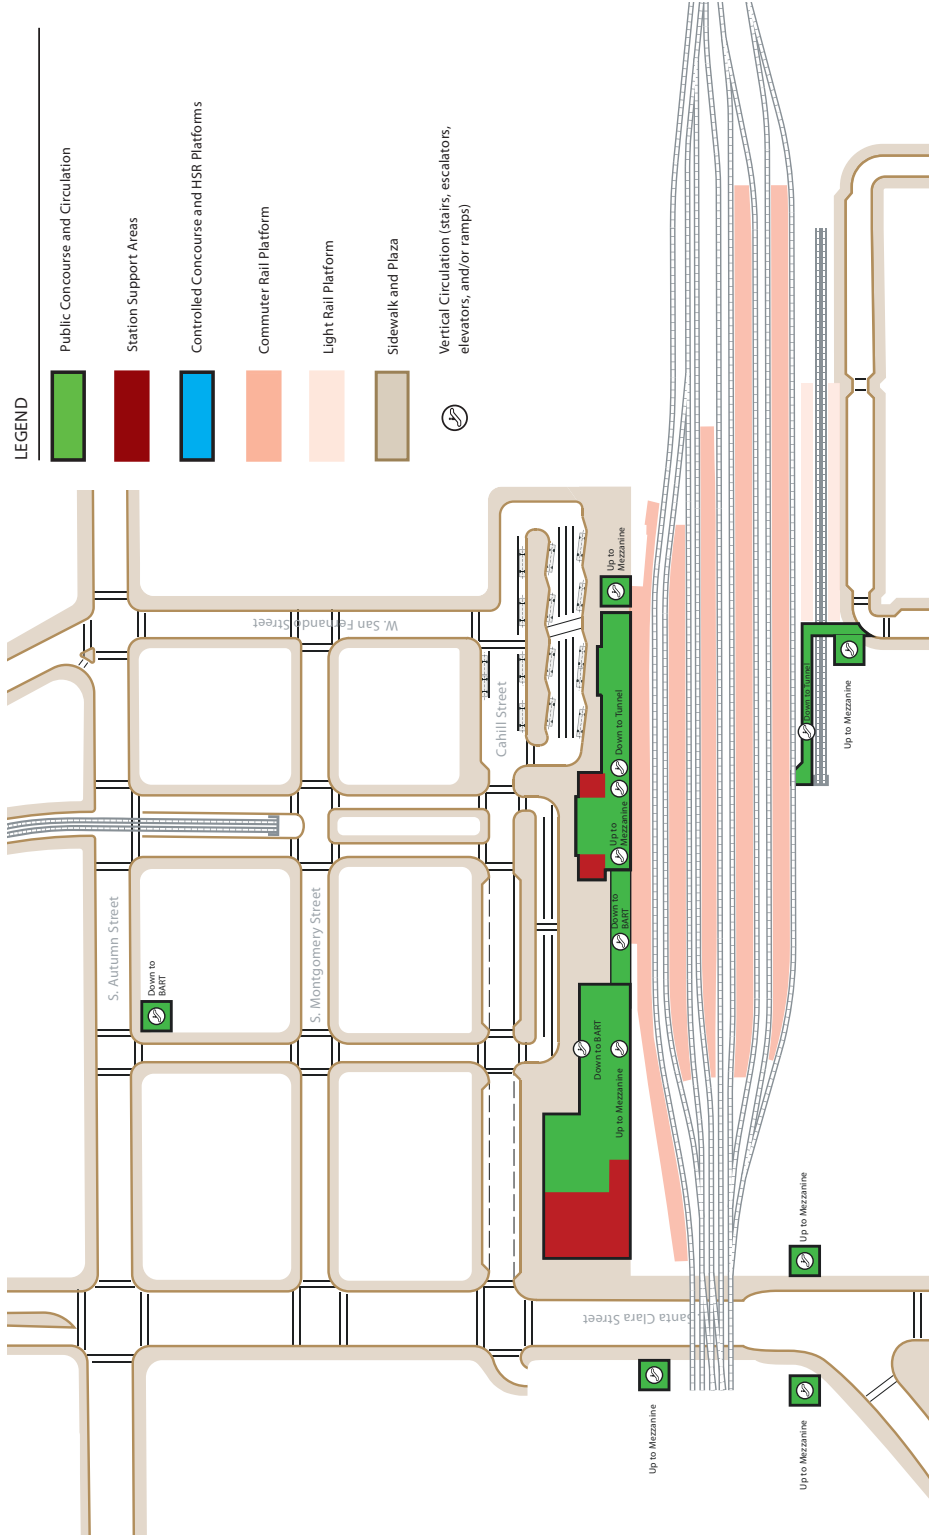 LEGEND
Public Concourse and Circulation
Station Support Areas
Controlled Concourse and HSR Platforms
Commuter Rail Platform
Light Rail Platform
Sidewalk and Plaza
Vertical Circulation (stairs, escalators,
elevators, and/or ramps)
W. San Fernando Street
Cahill Street
S. Autumn Street
S. Montgomery Street
Santa Clara Street
Down to
BART
Up to
Mezzanine
Down to Tunnel
Up to
Mezzanine
Down to
BART
Down to BART
Up to Mezzanine
Down to Tunnel
Up to Mezzanine
Up to Mezzanine
Up to Mezzanine
Up to Mezzanine